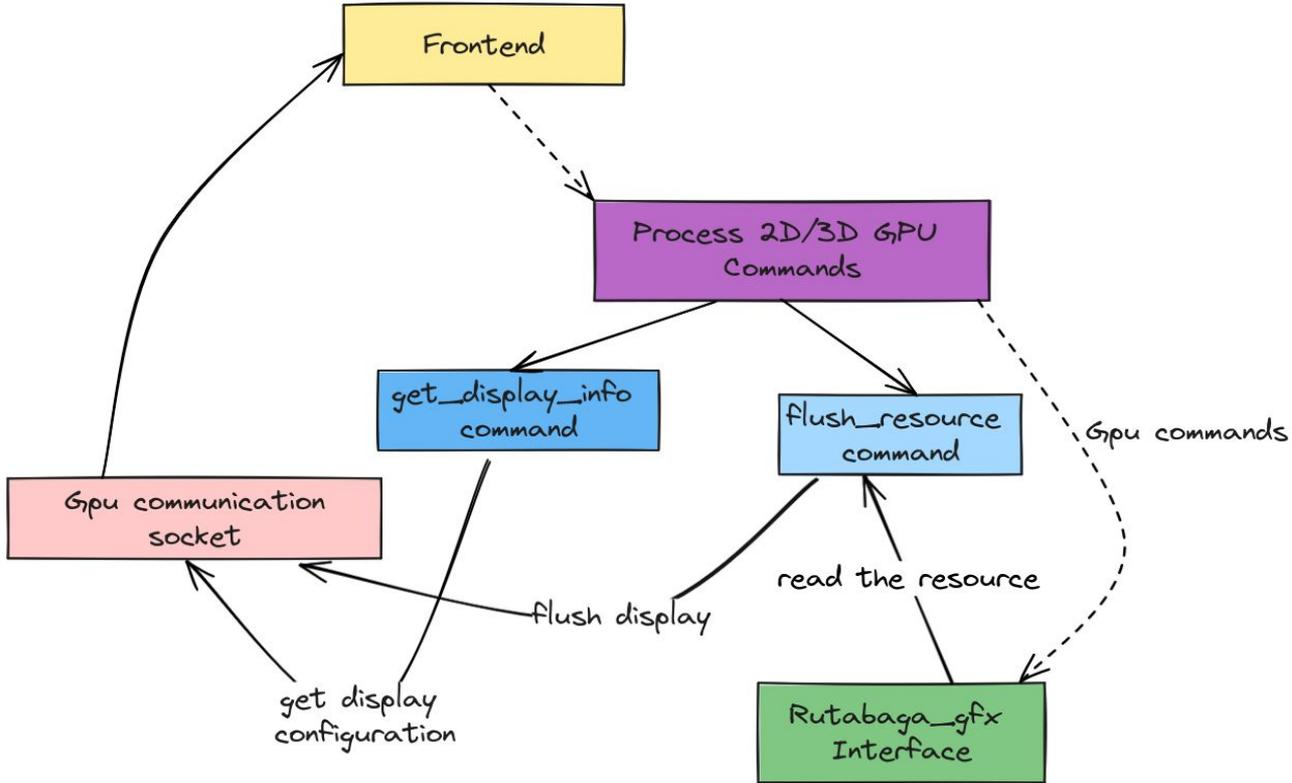 Frontend
Process 2D/3D GPU
Commands
get_display_info
command
flush_resource
command
Gpu commands
Gpu communication
socket
read the resource
flush display
get display
configuration
Rutabaga_gfx
Interface